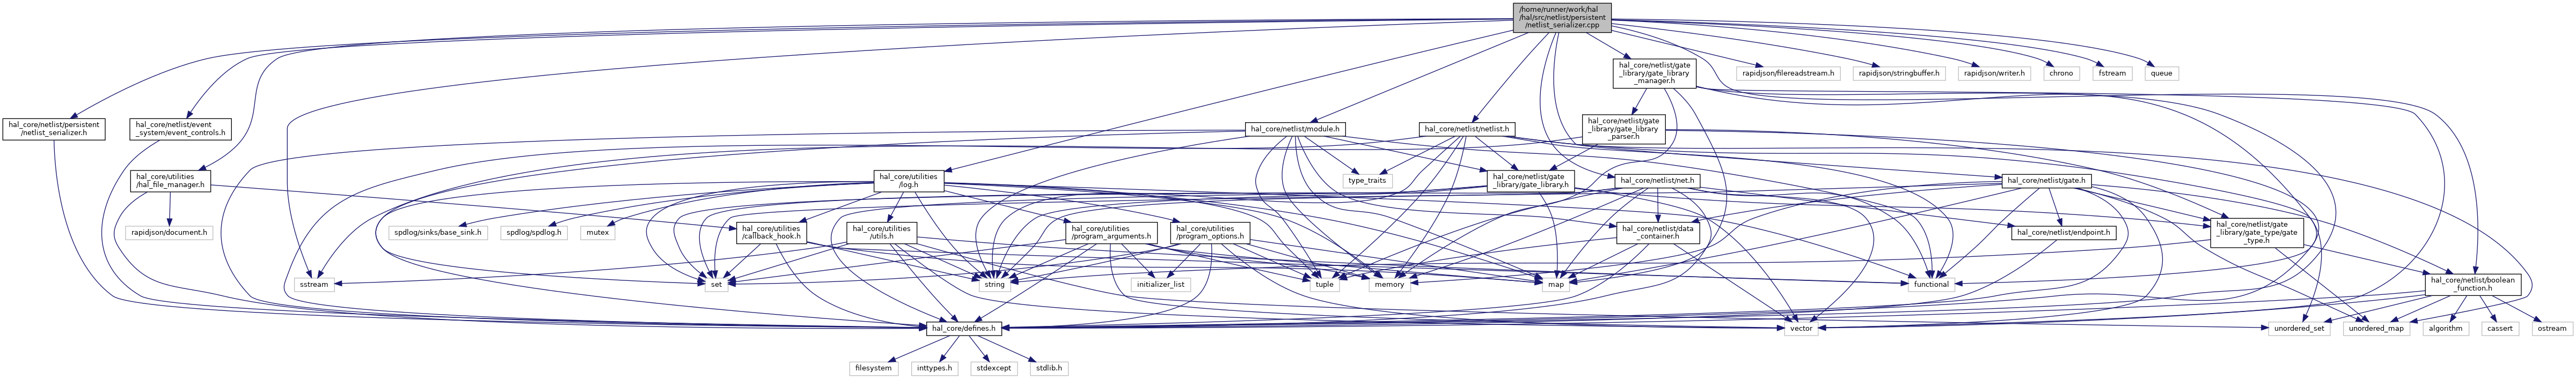 /home/runner/work/hal
/hal/src/netlist/persistent
/netlist_serializer.cpp
hal_core/netlist/gate
_library/gate_library
_manager.h
rapidjson/filereadstream.h
rapidjson/stringbuffer.h
rapidjson/writer.h
chrono
fstream
queue
hal_core/netlist/persistent
/netlist_serializer.h
hal_core/netlist/event
_system/event_controls.h
hal_core/netlist/module.h
hal_core/netlist/netlist.h
hal_core/netlist/gate
_library/gate_library
_parser.h
hal_core/utilities
/hal_file_manager.h
hal_core/utilities
/log.h
type_traits
hal_core/netlist/gate
_library/gate_library.h
hal_core/netlist/net.h
hal_core/netlist/gate.h
rapidjson/document.h
spdlog/sinks/base_sink.h
spdlog/spdlog.h
mutex
hal_core/utilities
/callback_hook.h
hal_core/utilities
/utils.h
hal_core/utilities
/program_arguments.h
hal_core/utilities
/program_options.h
hal_core/netlist/data
_container.h
hal_core/netlist/endpoint.h
hal_core/netlist/gate
_library/gate_type/gate
_type.h
sstream
set
string
initializer_list
tuple
memory
map
functional
hal_core/netlist/boolean
_function.h
hal_core/defines.h
vector
unordered_set
unordered_map
algorithm
cassert
ostream
filesystem
inttypes.h
stdexcept
stdlib.h